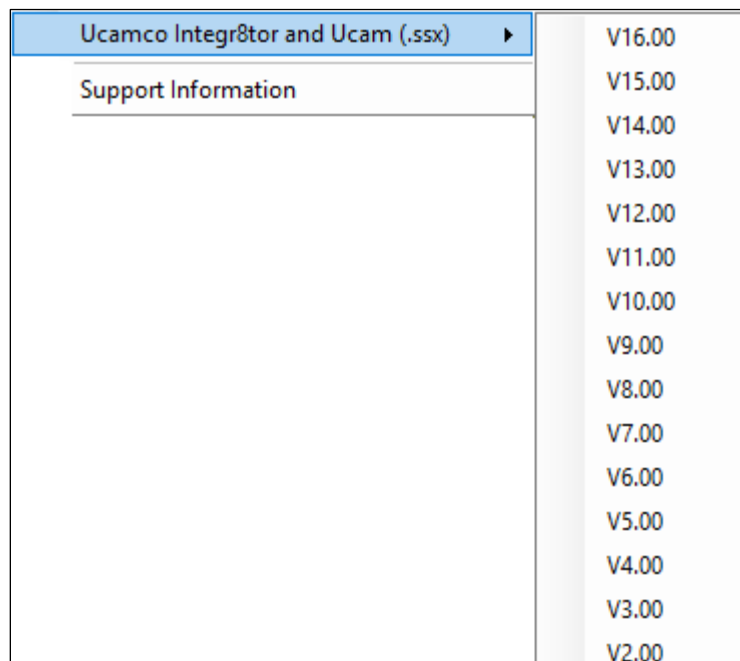 Ucamco Integr8tor and Ucam (.ssx)
Support Information
V16.00
V15.00
V14.00
V13.00
V12.00
V11.00
V10.00
V9.00
V8.00
V7.00
V6.00
V5.00
V4.00
V3.00
V2.00